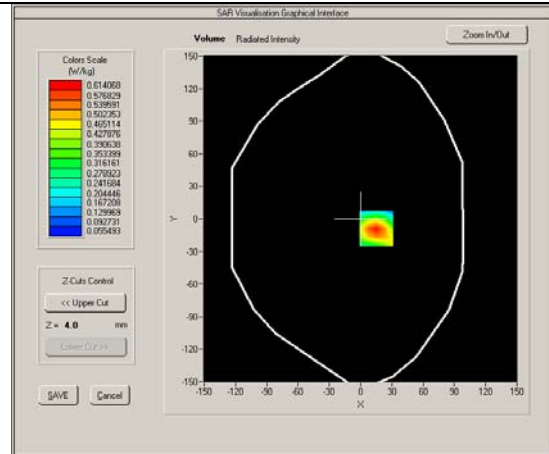 SAR Visualisation Graphical Interface
Volume Radiated Intensity
Zoom In/Out
Colors Scale
(W/kg)
0.614068
0.576829
0.539591
0.502353
0.465114
0.427876
0.390638
0.353399
0.316161
0.278923
0.241684
0.204446
0.167208
0.129969
0.092731
0.055493
Z-Cuts Control
<< Upper Cut
Z = 4.0 mm
Lower Cut >>
SAVE Cancel
150
120
90
60
30
0
-30
-60
-90
-120
-150
Y
-150 -120 -90 -60 -30 0 30 60 90 120 150
X